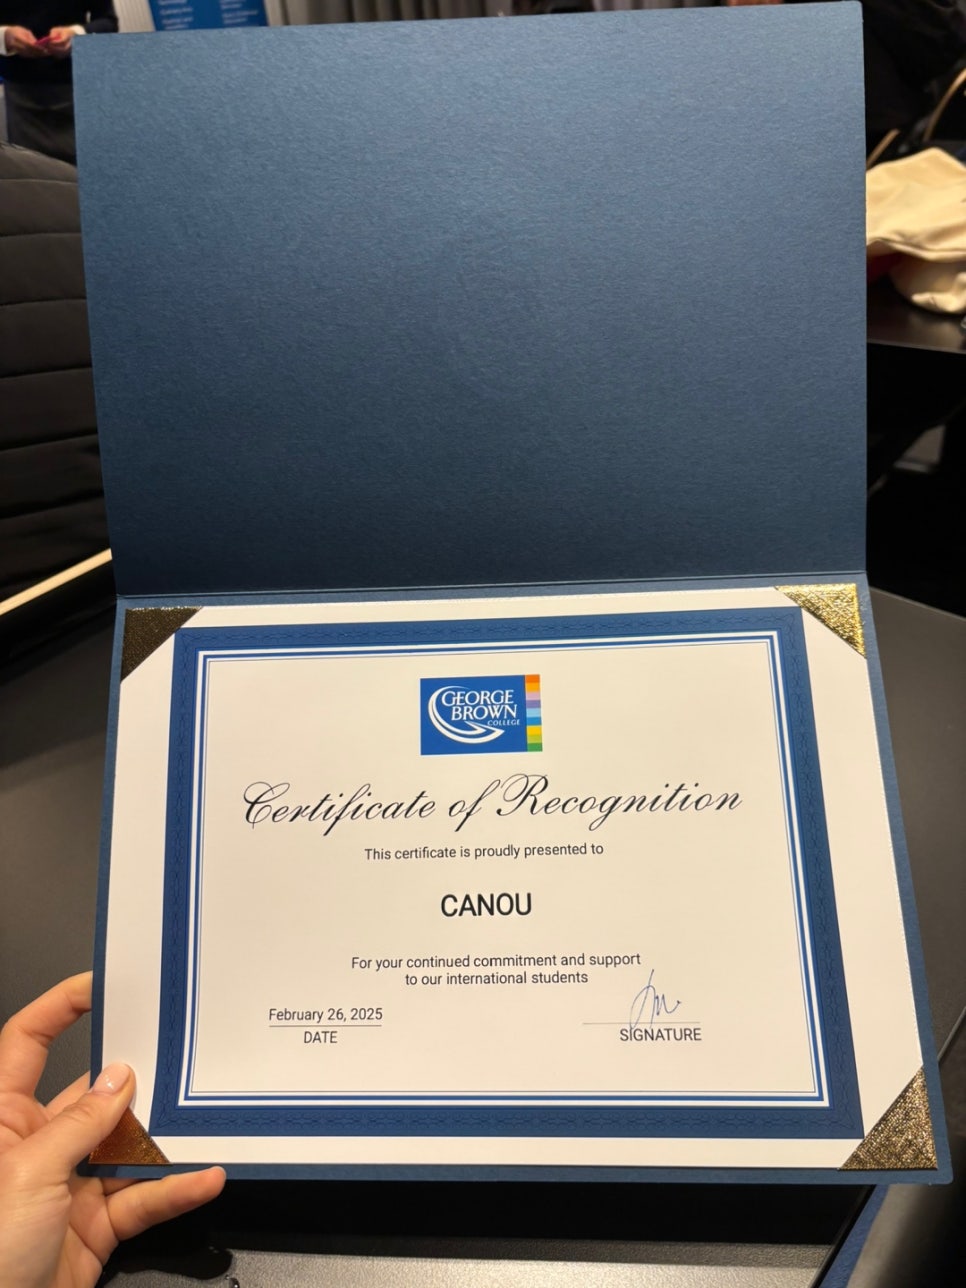 GEORGE
BROWN
COLLEGE
Certificate of Recognition
This certificate is proudly presented to
CANOU
For your continued commitment and support
to our international students
February 26, 2025
DATE
SIGNATURE